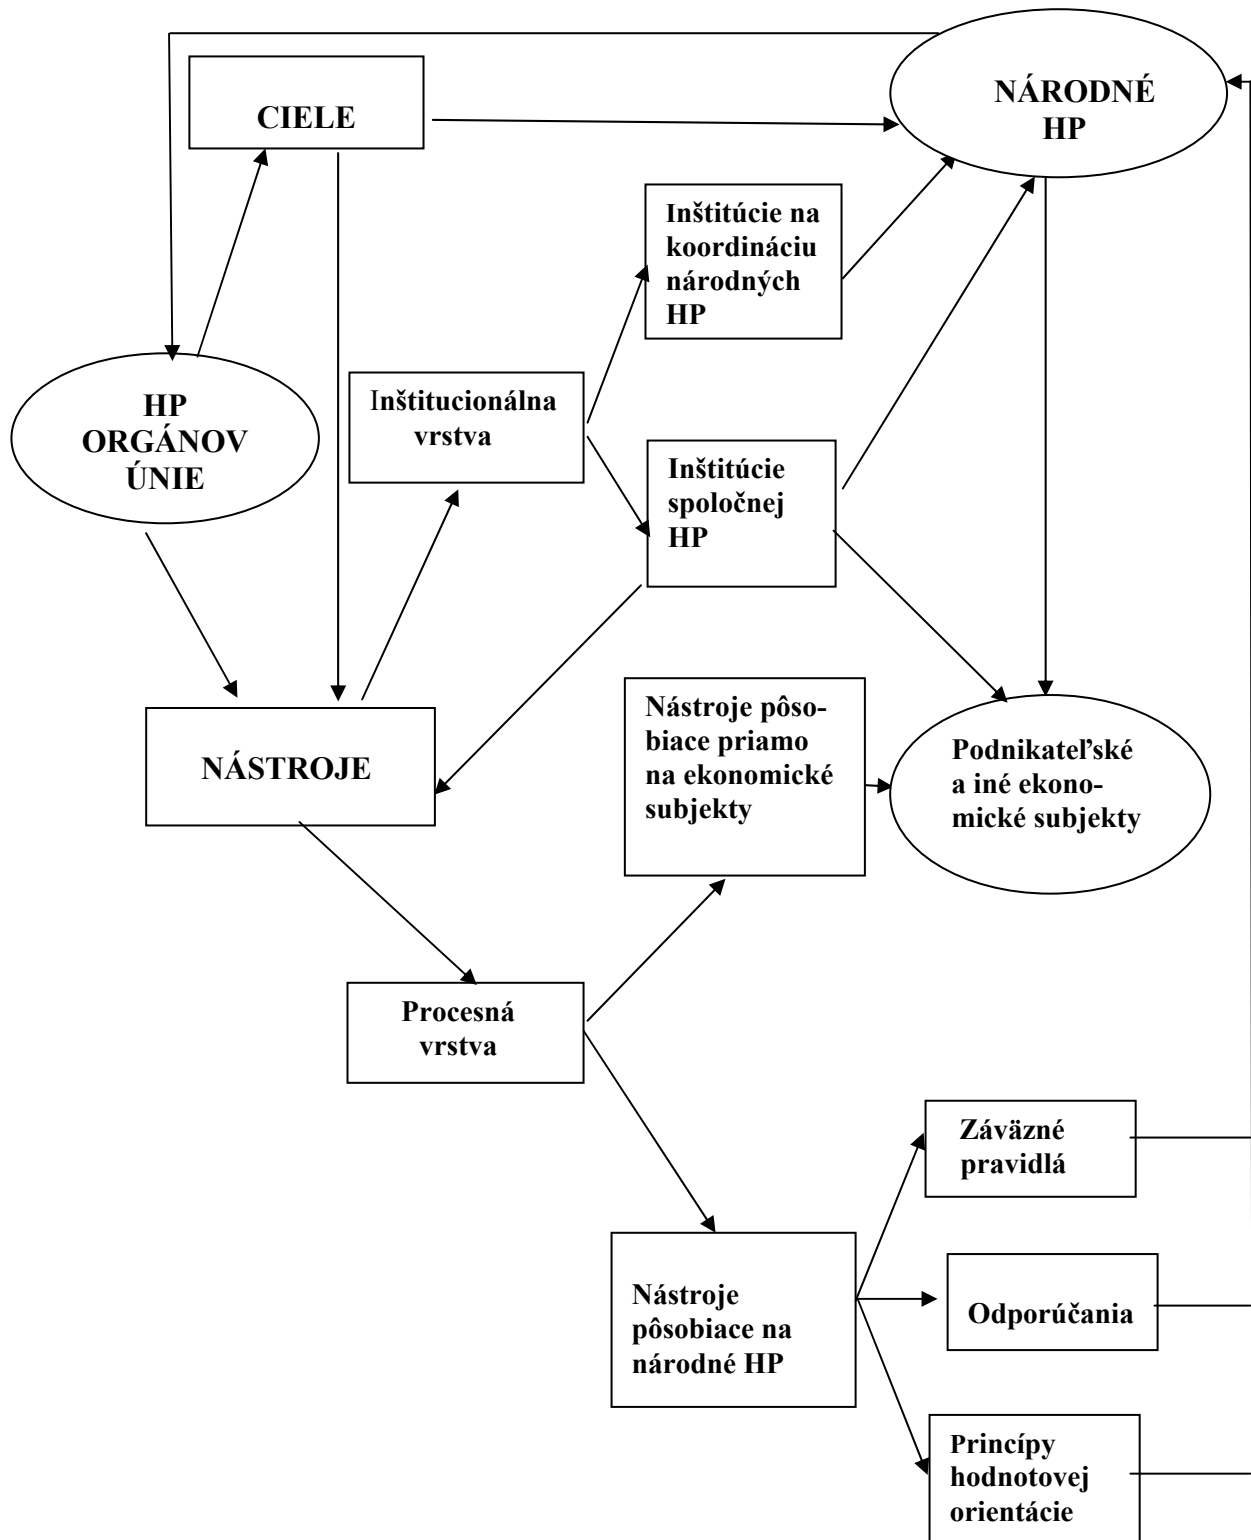 CIELE
NÁRODNÉ
HP
Inštitúcie na
koordináciu
národných
HP
HP
ORGÁNOV
ÚNIE
Inštitucionálna
vrstva
Inštitúcie
spoločnej
HP
NÁSTROJE
Nástroje pôso-
biace priamo
na ekonomické
subjekty
Podnikateľské
a iné ekono-
mické subjekty
Procesná
vrstva
Záväzné
pravidlá
Nástroje
pôsobiace na
národné HP
Odporúčania
Princípy
hodnotovej
orientácie